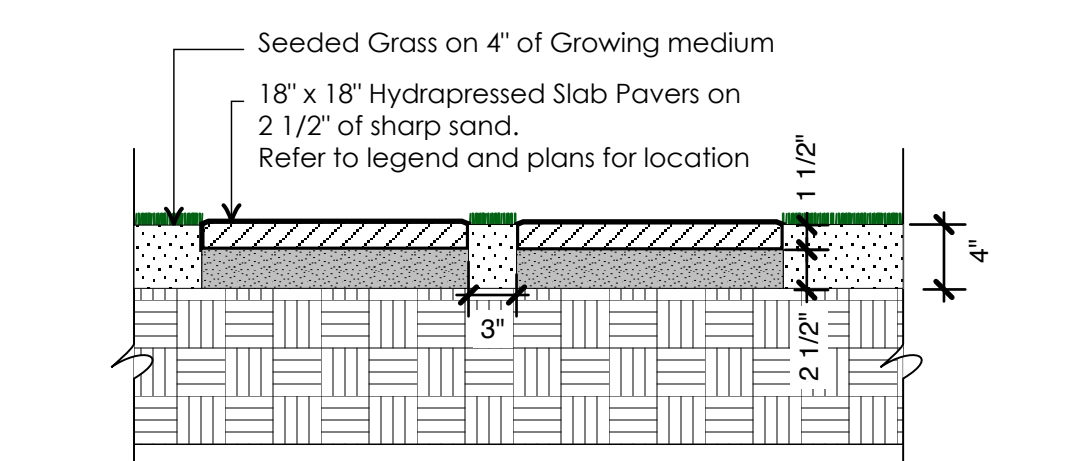 Seeded Grass on 4" of Growing medium
18" x 18" Hydrapressed Slab Pavers on
2 1/2" of sharp sand.
Refer to legend and plans for location
1 1/2"
4"
3"
2 1/2"